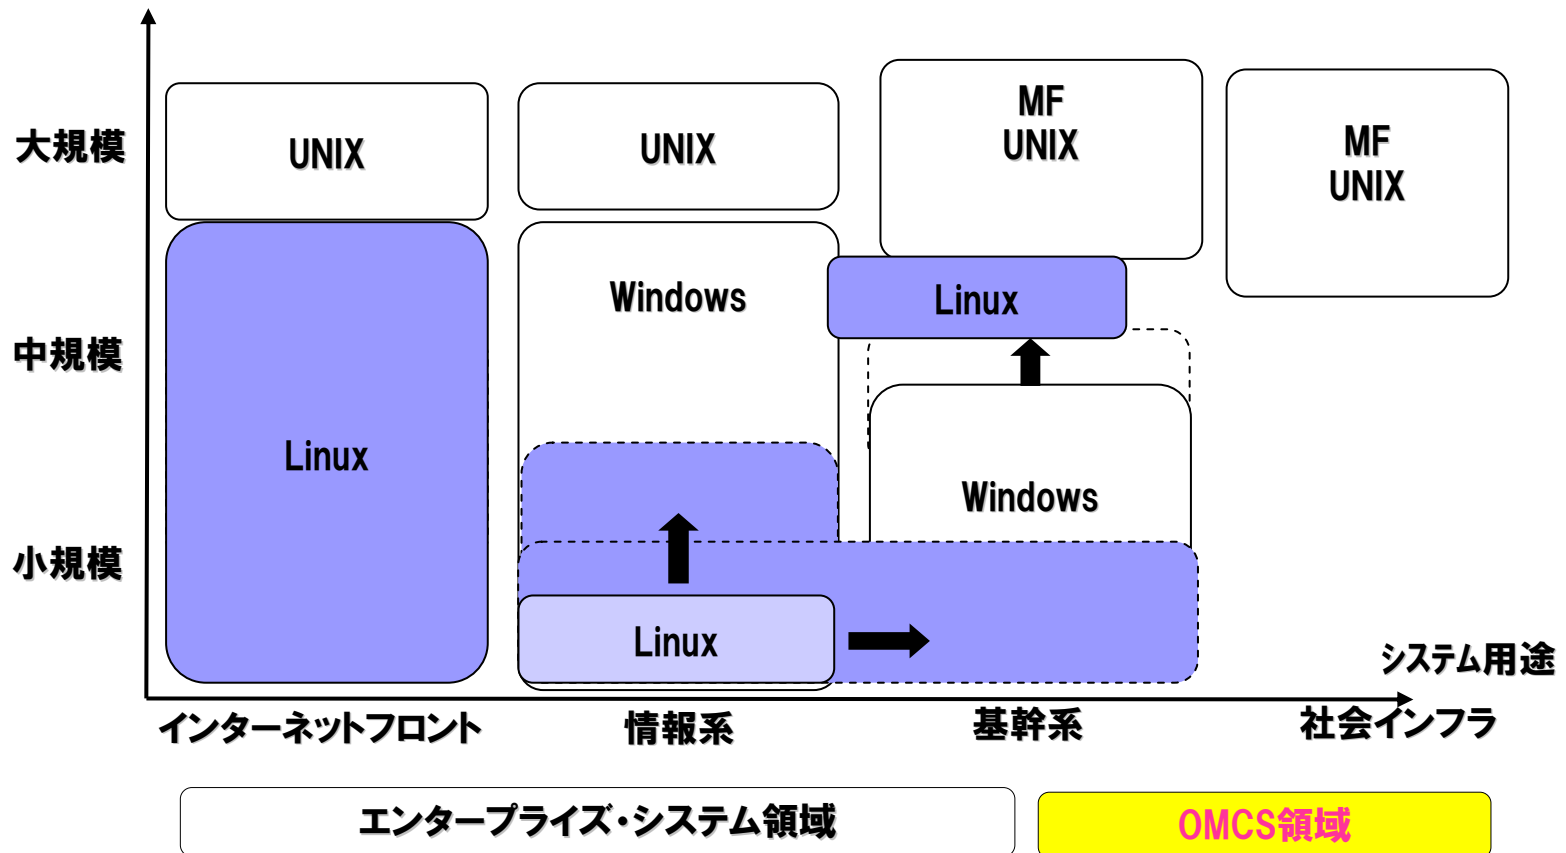 大規模
UNIX
UNIX
MF
UNIX
MF
UNIX
中規模
Windows
Linux
Linux
Windows
小規模
Linux
システム用途
インターネットフロント
情報系
基幹系
社会インフラ
エンタープライズ・システム領域
OMCS領域